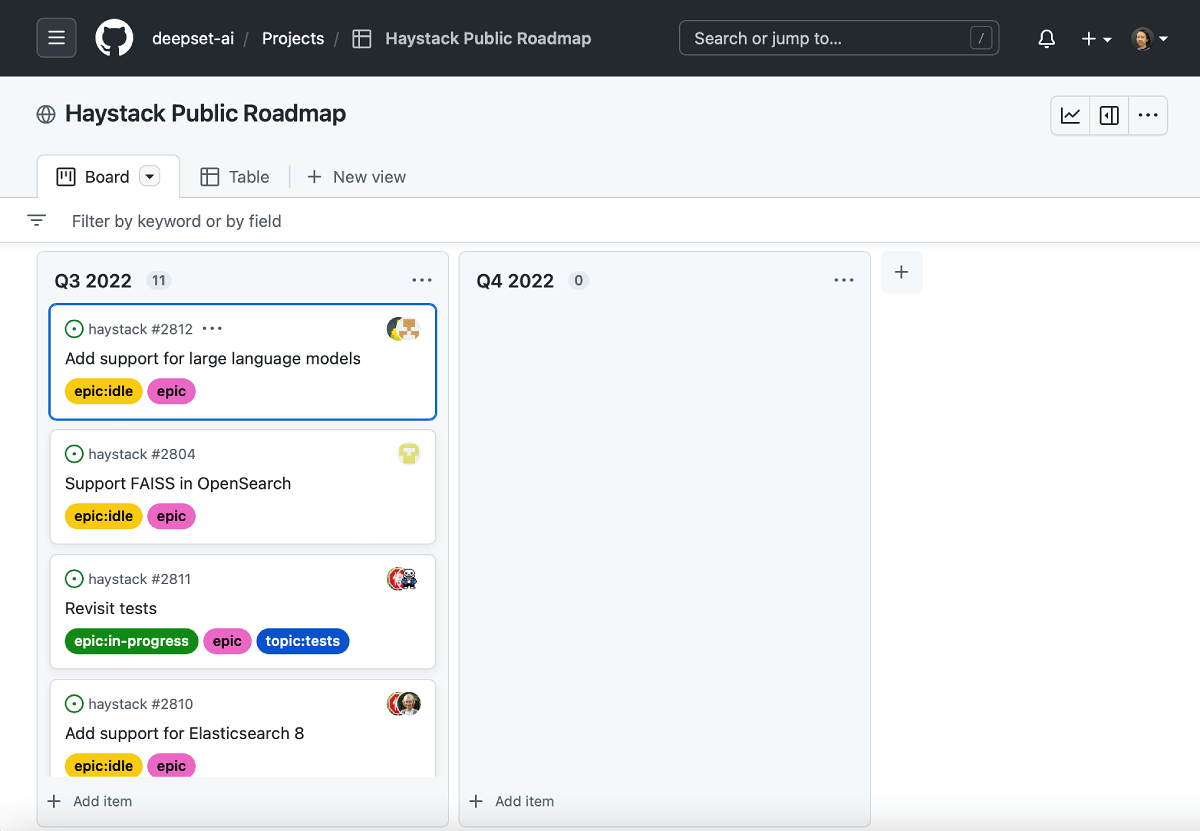 deepset-ai / Projects / Haystack Public Roadmap
Search or jump to... /
Haystack Public Roadmap
Board Table New view
Filter by keyword or by field
Q3 2022 11
haystack #2812
Add support for large language models
epic:idle epic
haystack #2804
Support FAISS in OpenSearch
epic:idle epic
haystack #2811
Revisit tests
epic:in-progress epic topic:tests
haystack #2810
Add support for Elasticsearch 8
epic:idle epic
Add item
Q4 2022 0
Add item